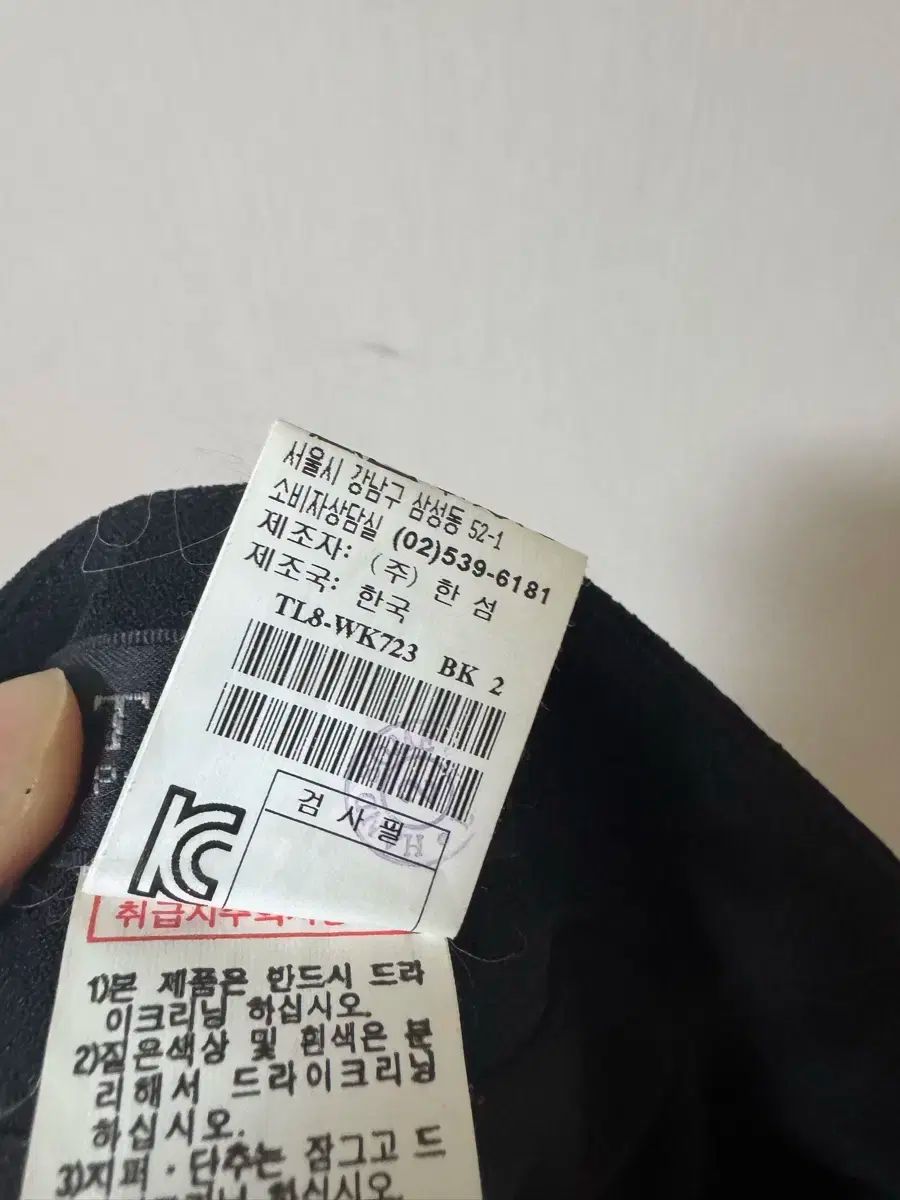 서울시 강남구 삼성동 52-1
소비자상담실 (02)539-6181
제조자: (주) 한 섬
제조국: 한국
TL8-WK723 BK 2
검 사 필
1)본 제품은 반드시 드라
이크리닝 하십시오.
2)짙은색상 및 흰색은 분
리해서 드라이크리닝
하십시오.
3)지퍼·단추는 잠그고 드
하십시오.